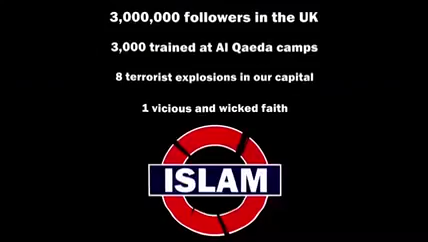 3,000,000 followers in the UK
3,000 trained at Al Qaeda camps
8 terrorist explosions in our capital
1 vicious and wicked faith
ISLAM